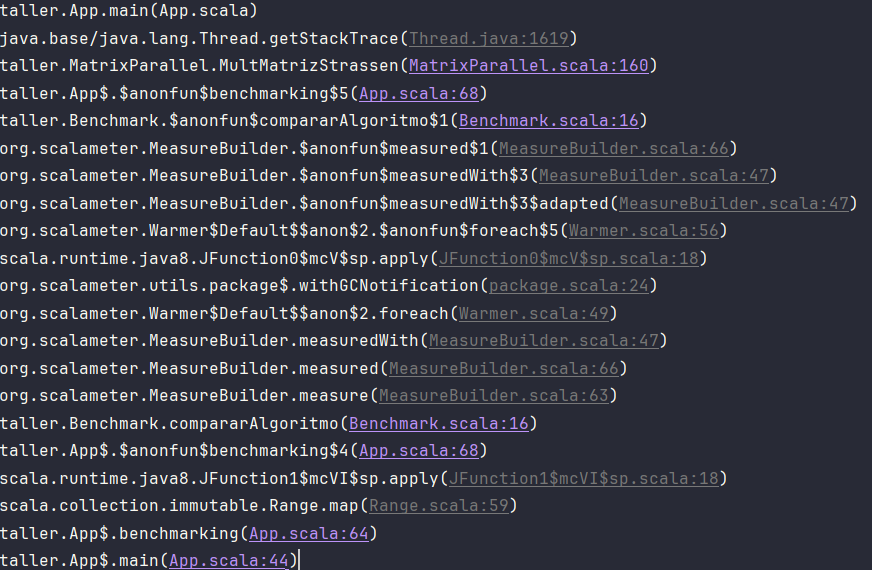 taller.App.main(App.scala)
java.base/java.lang.Thread.getStackTrace(Thread.java:1619)
taller.MatrixParallel.MultMatrizStrassen(MatrixParallel.scala:160)
taller.App$.$anonfun$benchmarking$5(App.scala:68)
taller.Benchmark.$anonfun$compararAlgoritmo$1(Benchmark.scala:16)
org.scalameter.MeasureBuilder.$anonfun$measured$1(MeasureBuilder.scala:66)
org.scalameter.MeasureBuilder.$anonfun$measuredWith$3(MeasureBuilder.scala:47)
org.scalameter.MeasureBuilder.$anonfun$measuredWith$3$adapted(MeasureBuilder.scala:47)
org.scalameter.Warmer$Default$$anon$2.$anonfun$foreach$5(Warmer.scala:56)
scala.runtime.java8.JFunction0$mcV$sp.apply(JFunction0$mcV$sp.scala:18)
org.scalameter.utils.package$.withGCNotification(package.scala:24)
org.scalameter.Warmer$Default$$anon$2.foreach(Warmer.scala:49)
org.scalameter.MeasureBuilder.measuredWith(MeasureBuilder.scala:47)
org.scalameter.MeasureBuilder.measured(MeasureBuilder.scala:66)
org.scalameter.MeasureBuilder.measure(MeasureBuilder.scala:63)
taller.Benchmark.compararAlgoritmo(Benchmark.scala:16)
taller.App$.$anonfun$benchmarking$4(App.scala:68)
scala.runtime.java8.JFunction1$mcVI$sp.apply(JFunction1$mcVI$sp.scala:18)
scala.collection.immutable.Range.map(Range.scala:59)
taller.App$.benchmarking(App.scala:64)
taller.App$.main(App.scala:44)